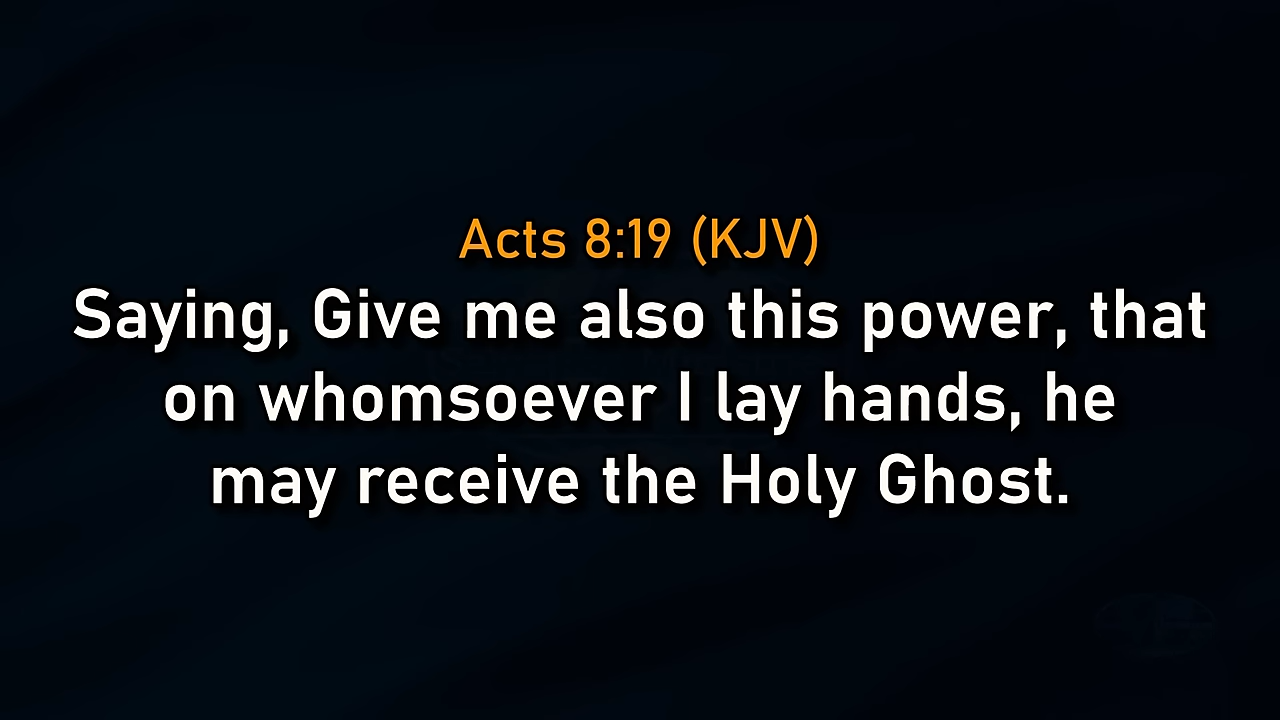 Acts 8:19 (KJV)
Saying, Give me also this power, that
on whomsoever I lay hands, he
may receive the Holy Ghost.